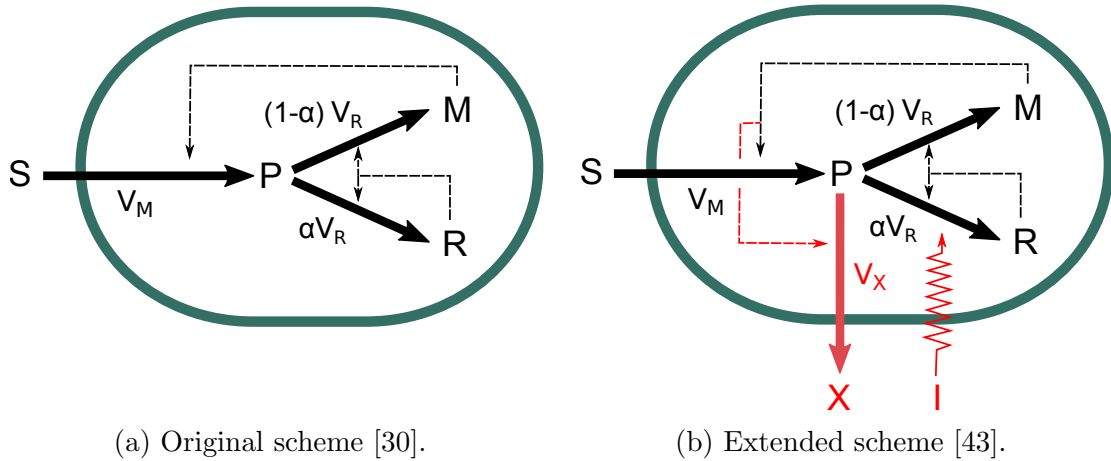 M
(1-α) V_R
S
P
V_M
αV_R
R
M
(1-α) V_R
S
P
V_M
αV_R
R
V_X
X
I
(a) Original scheme [30].
(b) Extended scheme [43].